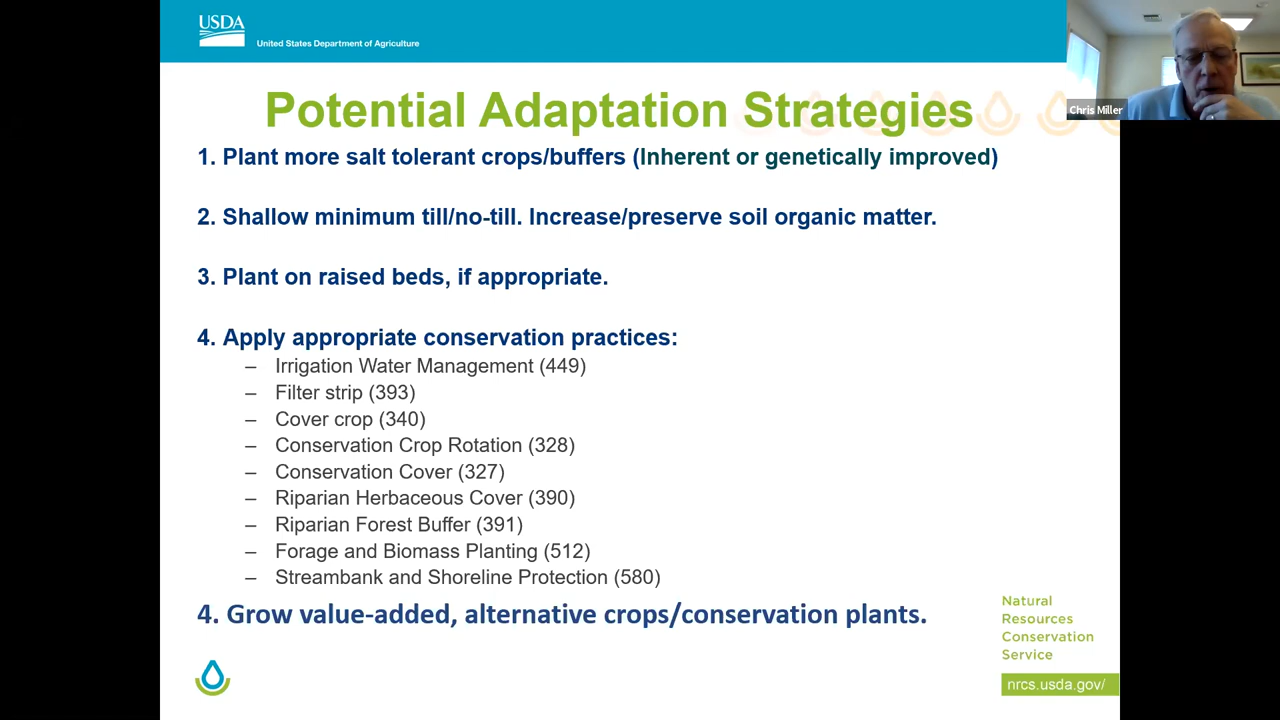 USDA
United States Department of Agriculture
Chris Miller
Potential Adaptation Strategies
1. Plant more salt tolerant crops/buffers (Inherent or genetically improved)
2. Shallow minimum till/no-till. Increase/preserve soil organic matter.
3. Plant on raised beds, if appropriate.
4. Apply appropriate conservation practices:
– Irrigation Water Management (449)
– Filter strip (393)
– Cover crop (340)
– Conservation Crop Rotation (328)
– Conservation Cover (327)
– Riparian Herbaceous Cover (390)
– Riparian Forest Buffer (391)
– Forage and Biomass Planting (512)
– Streambank and Shoreline Protection (580)
4. Grow value-added, alternative crops/conservation plants.
Natural
Resources
Conservation
Service
nrcs.usda.gov/